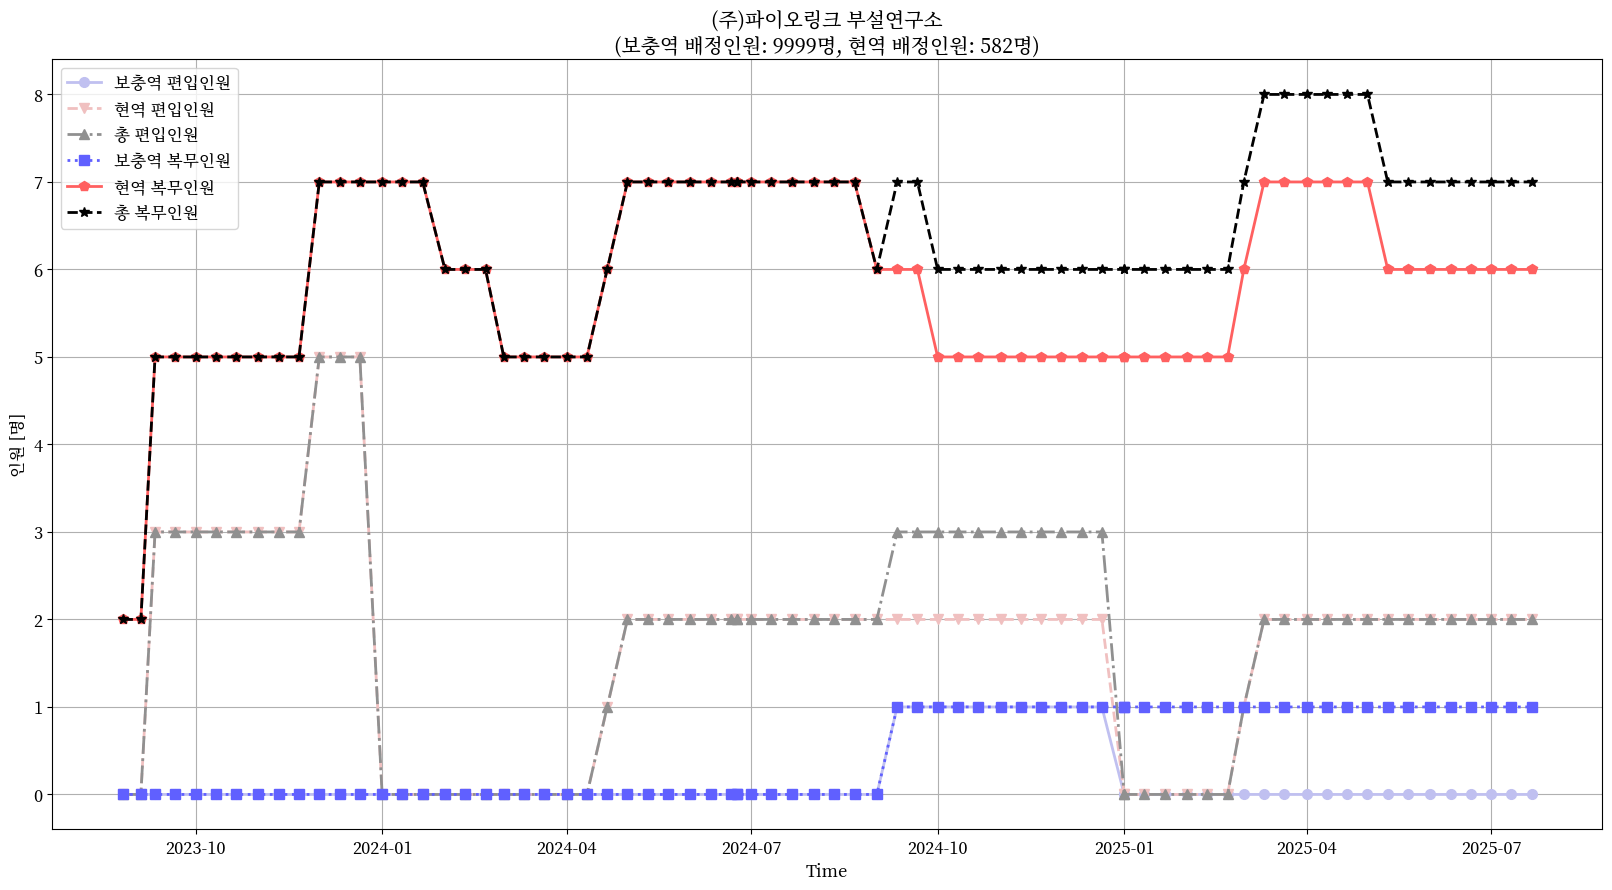 (주)파이오링크 부설연구소
(보충역 배정인원: 9999명, 현역 배정인원: 582명)
보충역 편입인원
현역 편입인원
총 편입인원
보충역 복무인원
현역 복무인원
총 복무인원
인원 [명]
8
7
6
5
4
3
2
1
0
2023-10
2024-01
2024-04
2024-07
2024-10
2025-01
2025-04
2025-07
Time